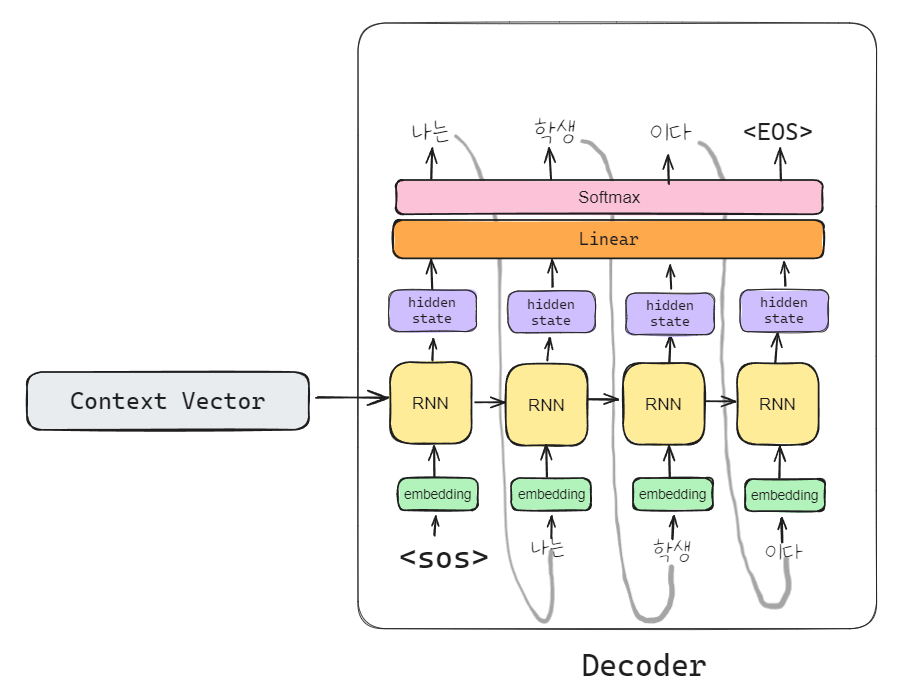 나는 학생 이다 <EOS>
Softmax
Linear
hidden state hidden state hidden state hidden state
Context Vector RNN RNN RNN RNN
embedding embedding embedding embedding
<sos> 나는 학생 이다
Decoder